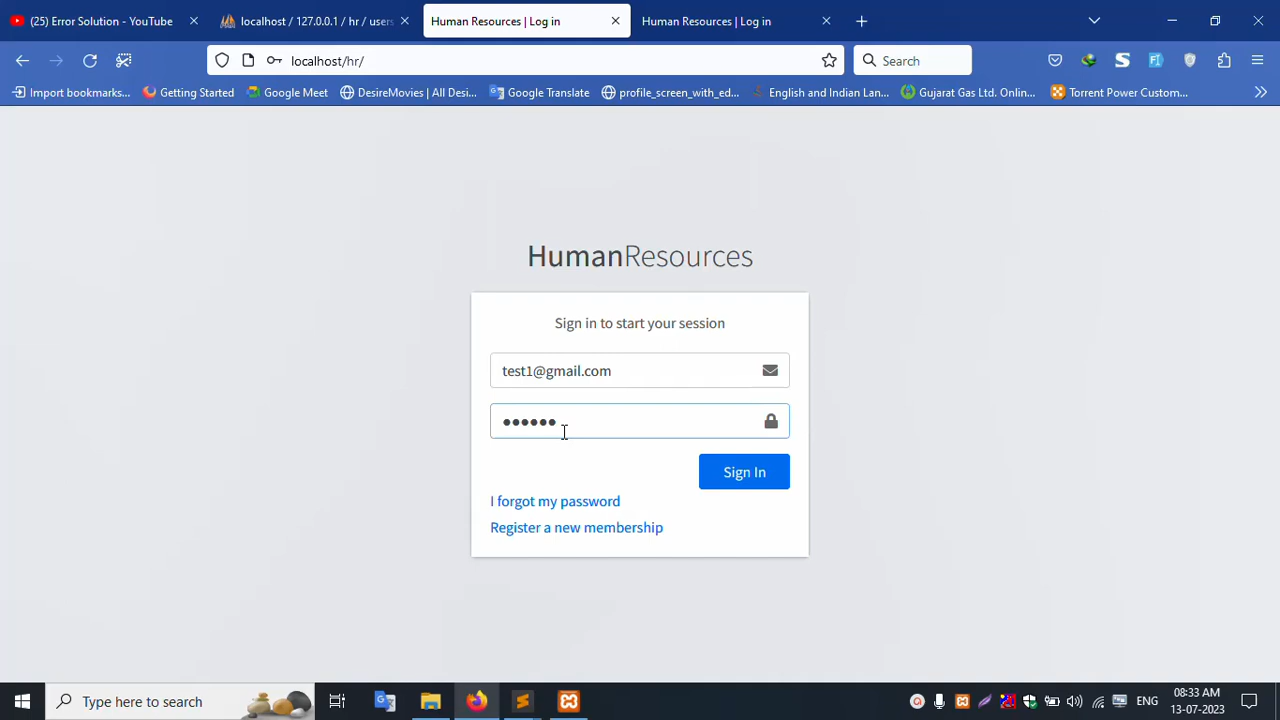 (25) Error Solution - YouTube
localhost / 127.0.0.1 / hr / users
Human Resources | Log in
Human Resources | Log in
localhost/hr/
Search
Import bookmarks...
Getting Started
Google Meet
DesireMovies | All Desi...
Google Translate
profile_screen_with_ed...
English and Indian Lan...
Gujarat Gas Ltd. Onlin...
Torrent Power Custom...
HumanResources
Sign in to start your session
test1@gmail.com
Sign In
I forgot my password
Register a new membership
Type here to search
ENG
08:33 AM
13-07-2023